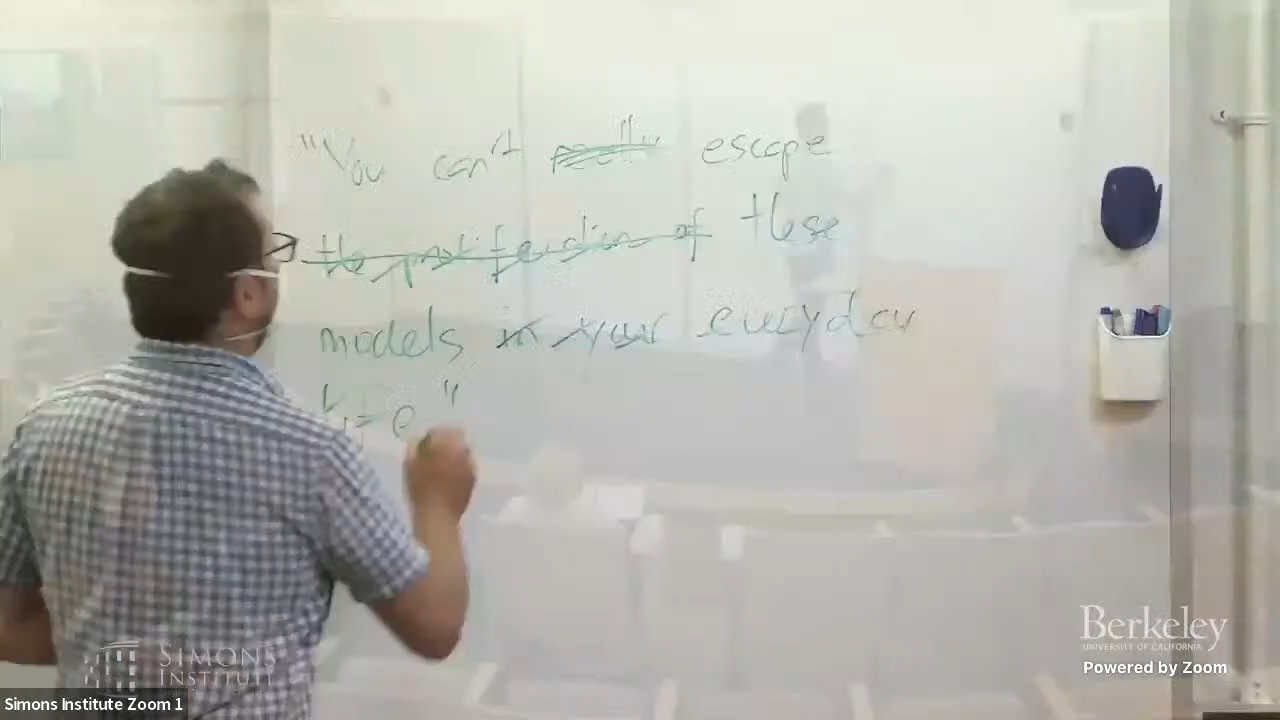 "You can't really escape
the proliferation of these
models in your everyday
life"
SIMONS
INSTITUTE
Berkeley
UNIVERSITY OF CALIFORNIA
Powered by Zoom
Simons Institute Zoom 1